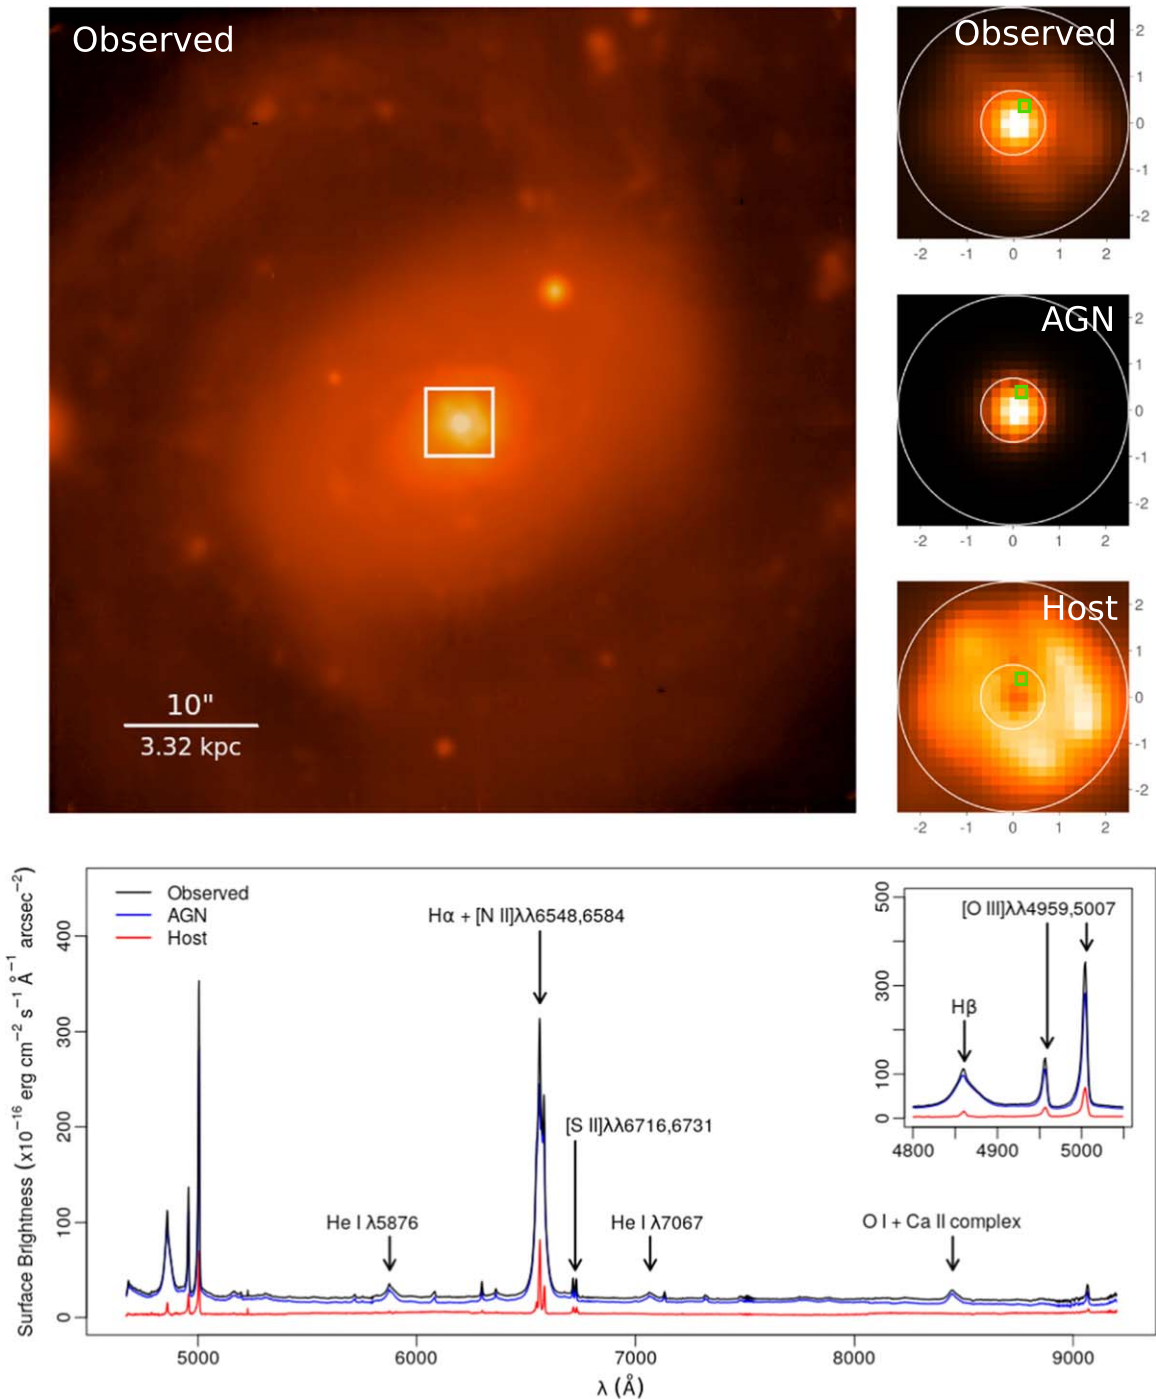 Observed
10"
3.32 kpc
Observed
2
1
0
-1
-2
-2 -1 0 1 2
AGN
2
1
0
-1
-2
-2 -1 0 1 2
Host
2
1
0
-1
-2
-2 -1 0 1 2
Surface Brightness (x10⁻¹⁶ erg cm⁻² s⁻¹ Å⁻¹ arcsec⁻²)
400
300
200
100
0
Observed
AGN
Host
Hα + [N II]λλ6548,6584
[S II]λλ6716,6731
He I λ5876
He I λ7067
O I + Ca II complex
[O III]λλ4959,5007
Hβ
500
300
100
0
4800 4900 5000
5000 6000 7000 8000 9000
λ (Å)